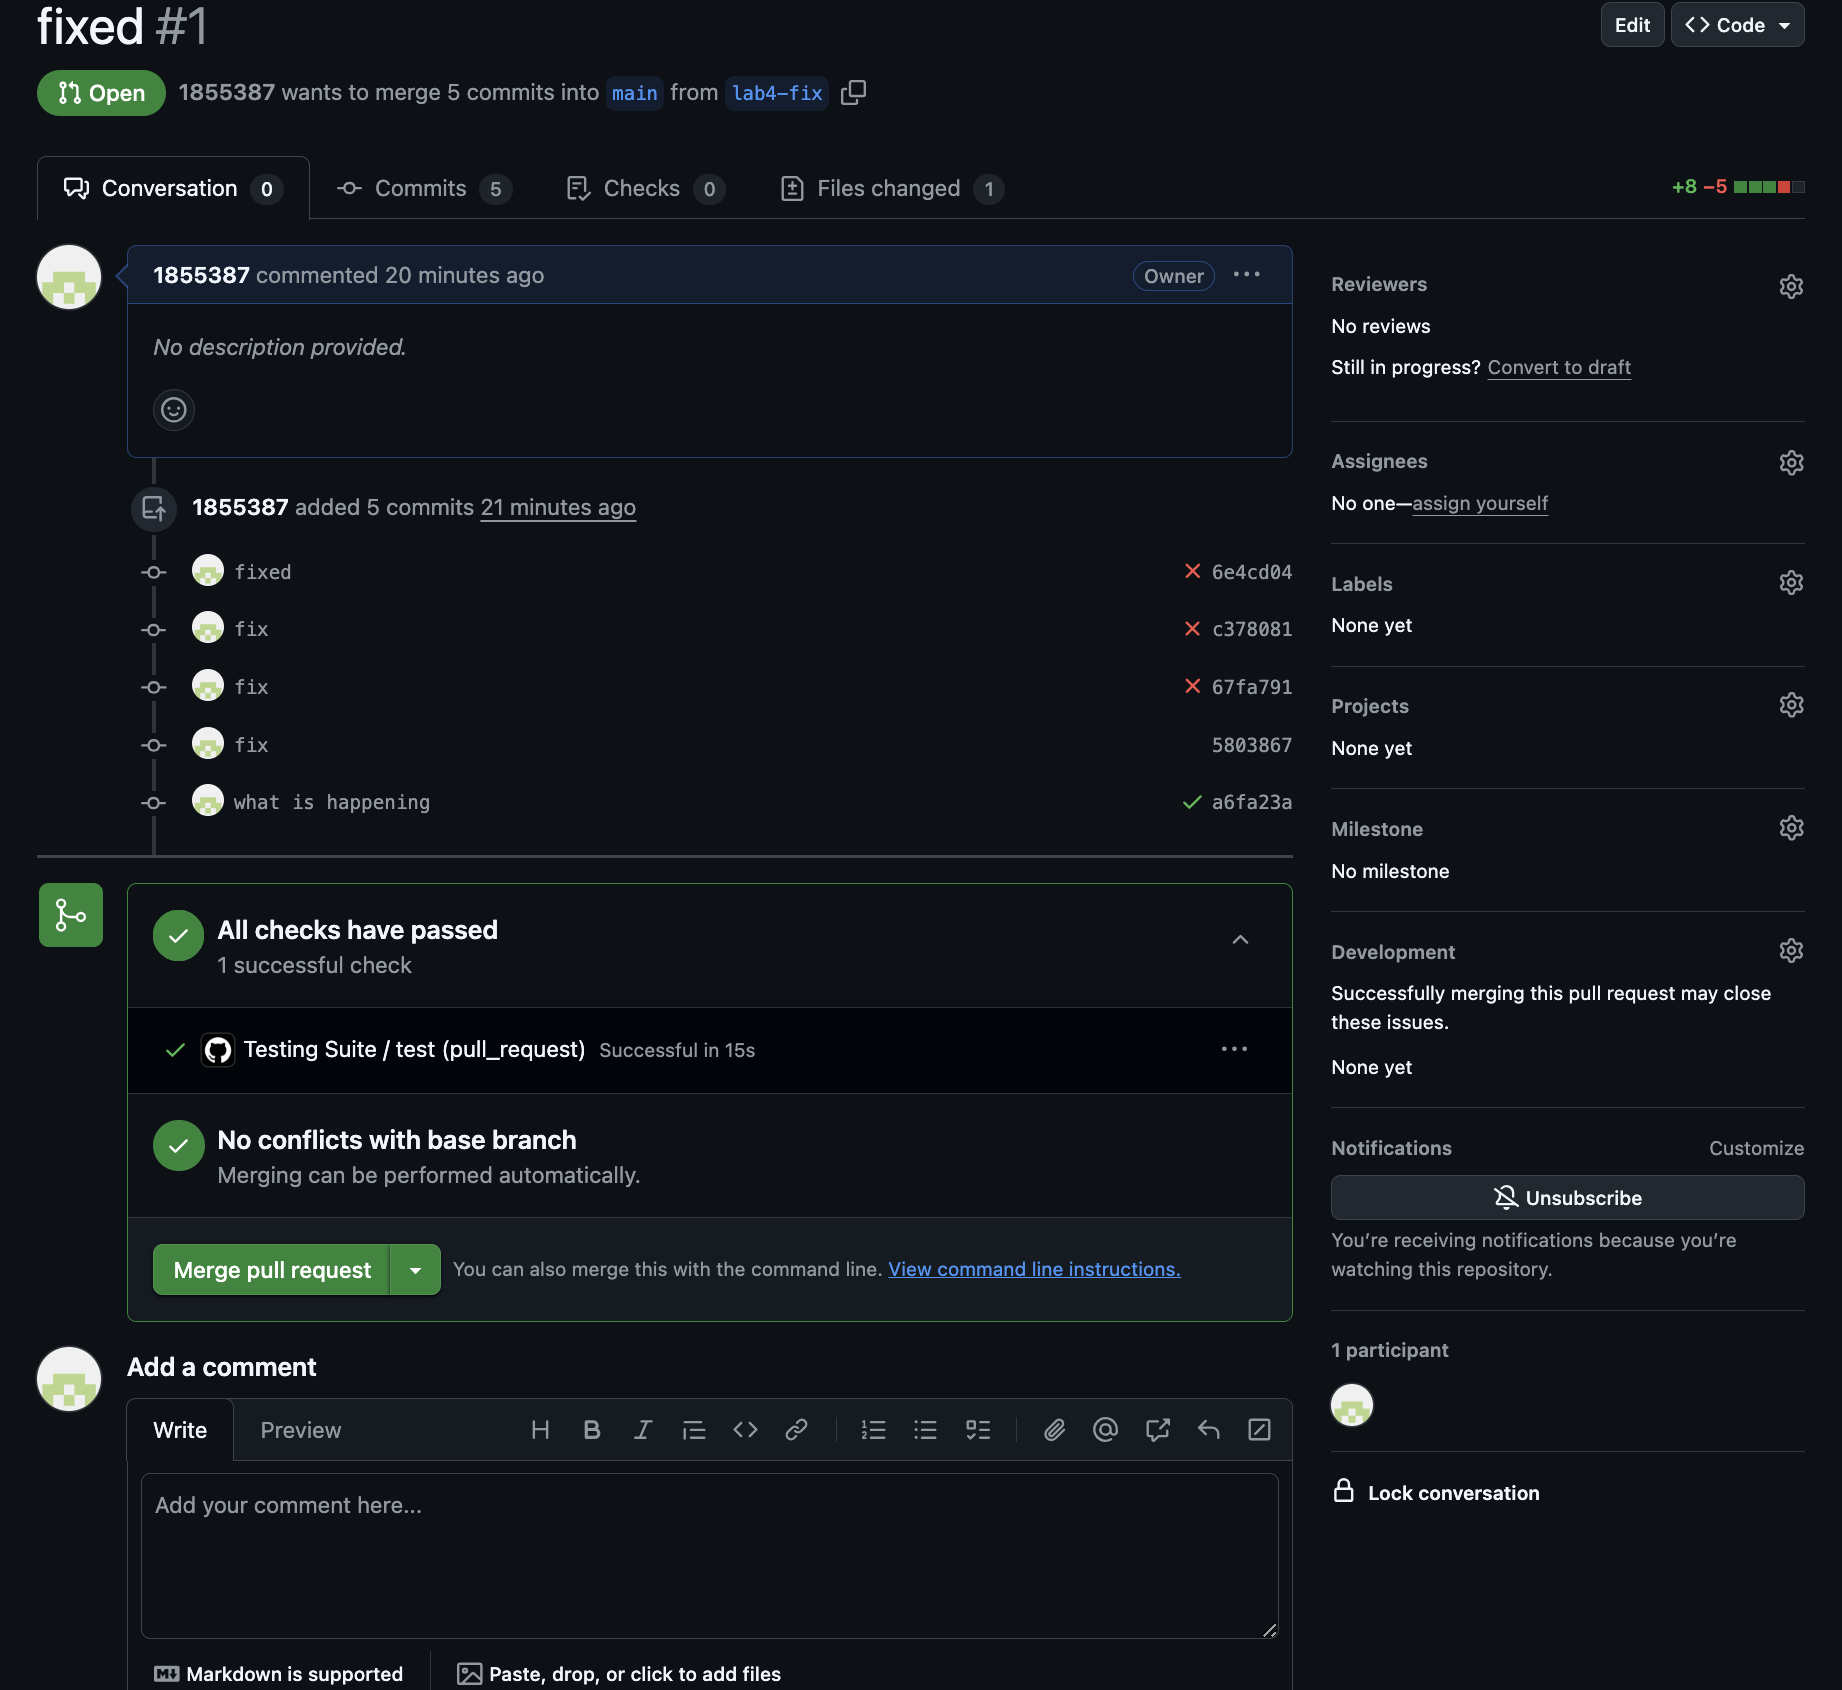 fixed #1
Edit
Code
Open
1855387 wants to merge 5 commits into main from lab4-fix
Conversation 0
Commits 5
Checks 0
Files changed 1
+8 −5
1855387 commented 20 minutes ago
Owner
No description provided.
1855387 added 5 commits 21 minutes ago
fixed
6e4cd04
fix
c378081
fix
67fa791
fix
5803867
what is happening
a6fa23a
All checks have passed
1 successful check
Testing Suite / test (pull_request) Successful in 15s
No conflicts with base branch
Merging can be performed automatically.
Merge pull request
You can also merge this with the command line. View command line instructions.
Add a comment
Write
Preview
Add your comment here...
Markdown is supported
Paste, drop, or click to add files
Reviewers
No reviews
Still in progress? Convert to draft
Assignees
No one—assign yourself
Labels
None yet
Projects
None yet
Milestone
No milestone
Development
Successfully merging this pull request may close
these issues.
None yet
Notifications
Customize
Unsubscribe
You’re receiving notifications because you’re
watching this repository.
1 participant
Lock conversation